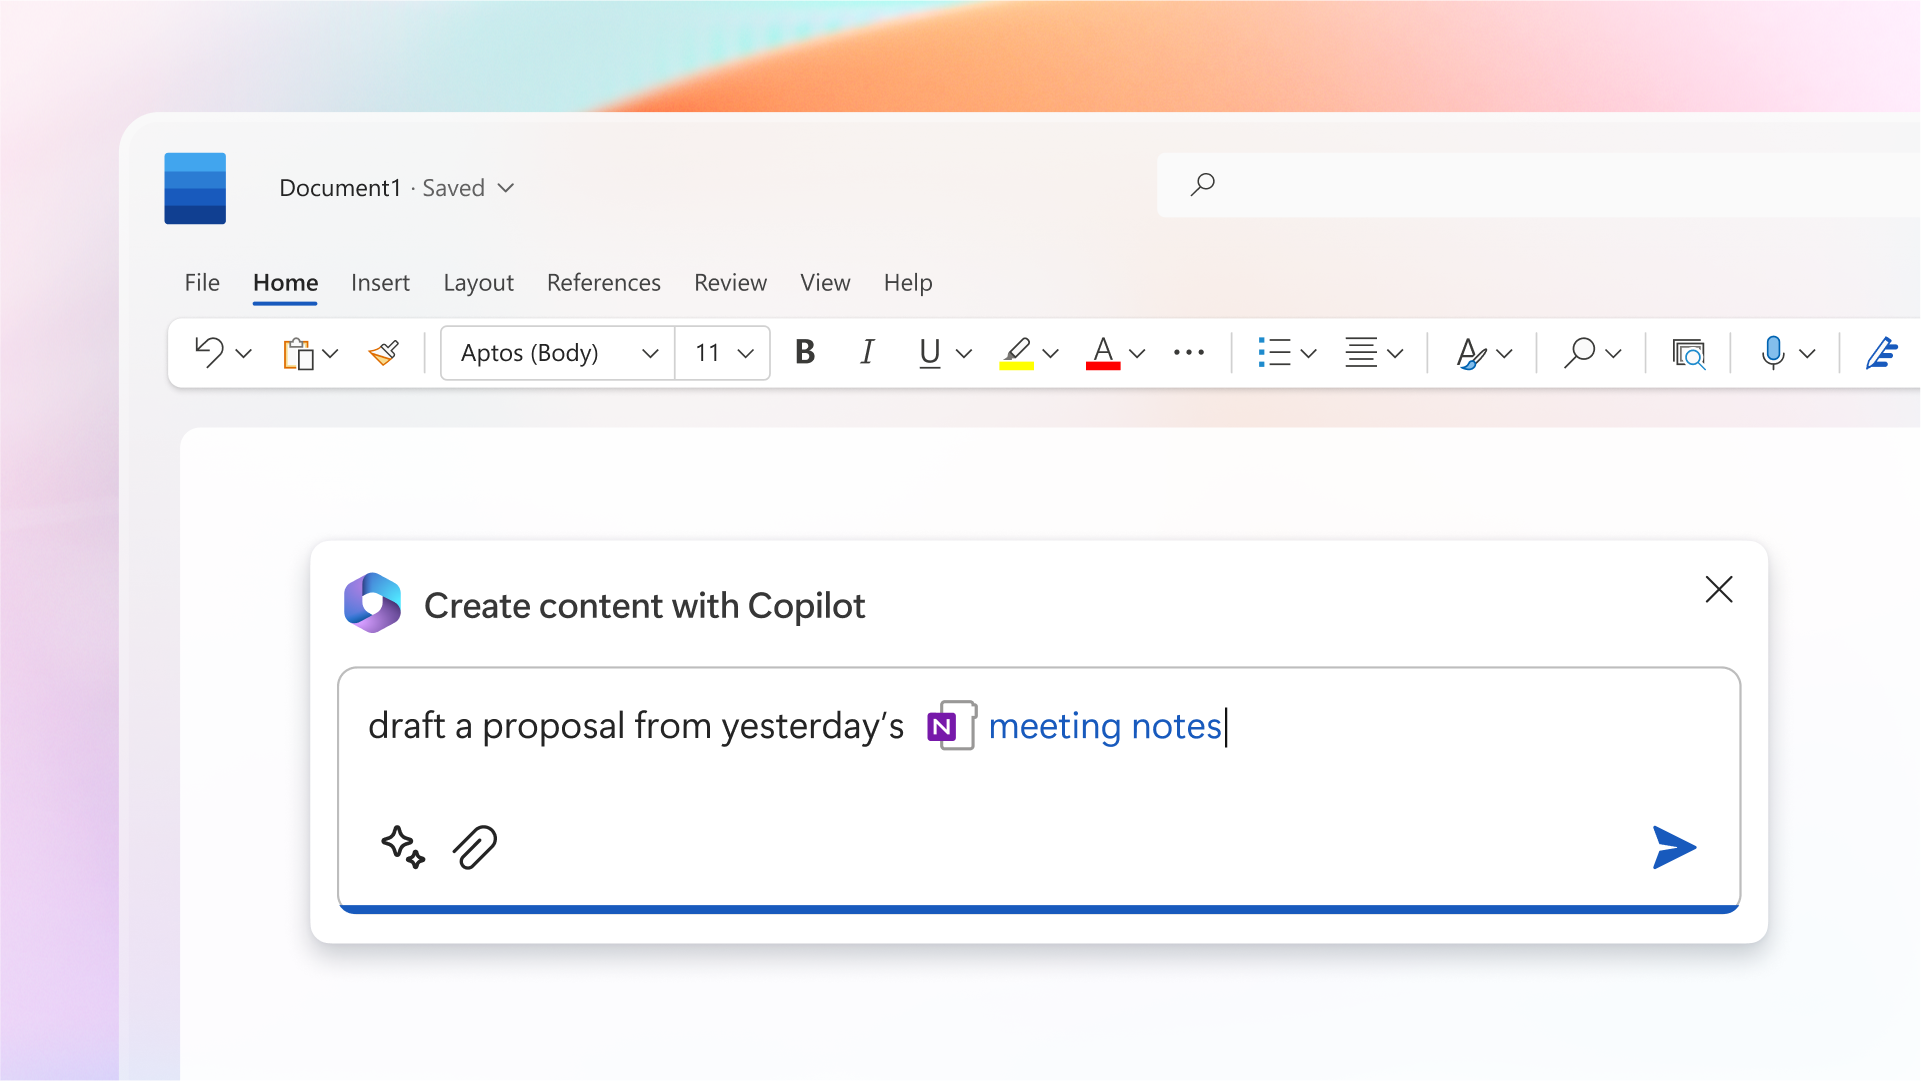 Document1 · Saved
File Home Insert Layout References Review View Help
Aptos (Body) 11 B I U A
Create content with Copilot
draft a proposal from yesterday’s N meeting notes